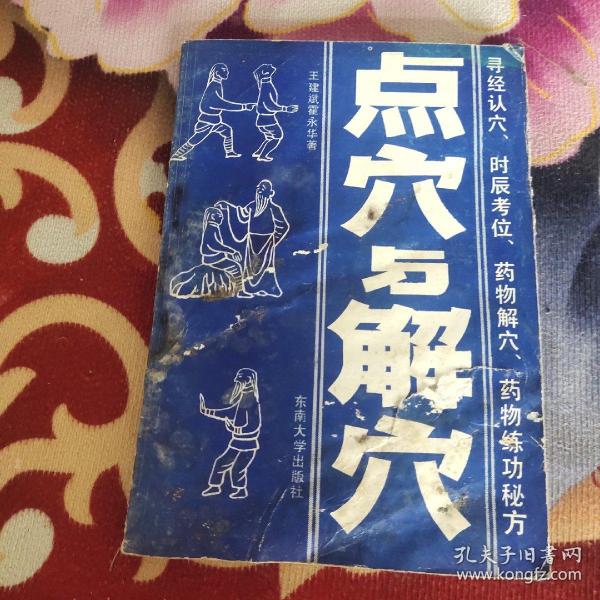 寻经认穴、时辰考位、药物解穴、药物练功秘方
点穴与解穴
王建斌霍永华著
东南大学出版社
孔夫子旧书网
www.kongfz.com